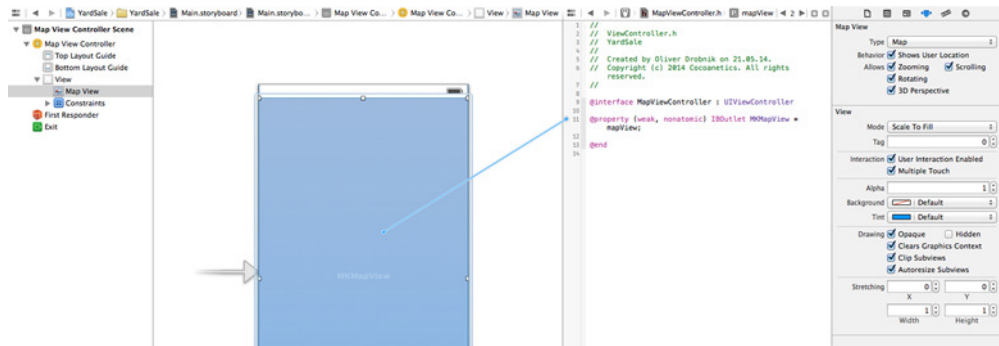 YardSale
YardSale
Main.storyboard
Main.storybo...
Map View Co...
Map View Co...
View
Map View
MapViewController.h
mapView
2
Map View Controller Scene
Map View Controller
Top Layout Guide
Bottom Layout Guide
View
Map View
Constraints
First Responder
Exit
MKMapView
1 //
2 // ViewController.h
3 // YardSale
4 //
5 // Created by Oliver Drobnik on 21.05.14.
6 // Copyright (c) 2014 Cocoanetics. All rights
reserved.
7 //
8
9 @interface MapViewController : UIViewController
10
11 @property (weak, nonatomic) IBOutlet MKMapView *
mapView;
12
13 @end
14
Map View
Type Map
Behavior Shows User Location
Allows Zooming Scrolling
Rotating
3D Perspective
View
Mode Scale To Fill
Tag 0
Interaction User Interaction Enabled
Multiple Touch
Alpha 1
Background Default
Tint Default
Drawing Opaque Hidden
Clears Graphics Context
Clip Subviews
Autoresize Subviews
Stretching 0 0
X Y
1 1
Width Height